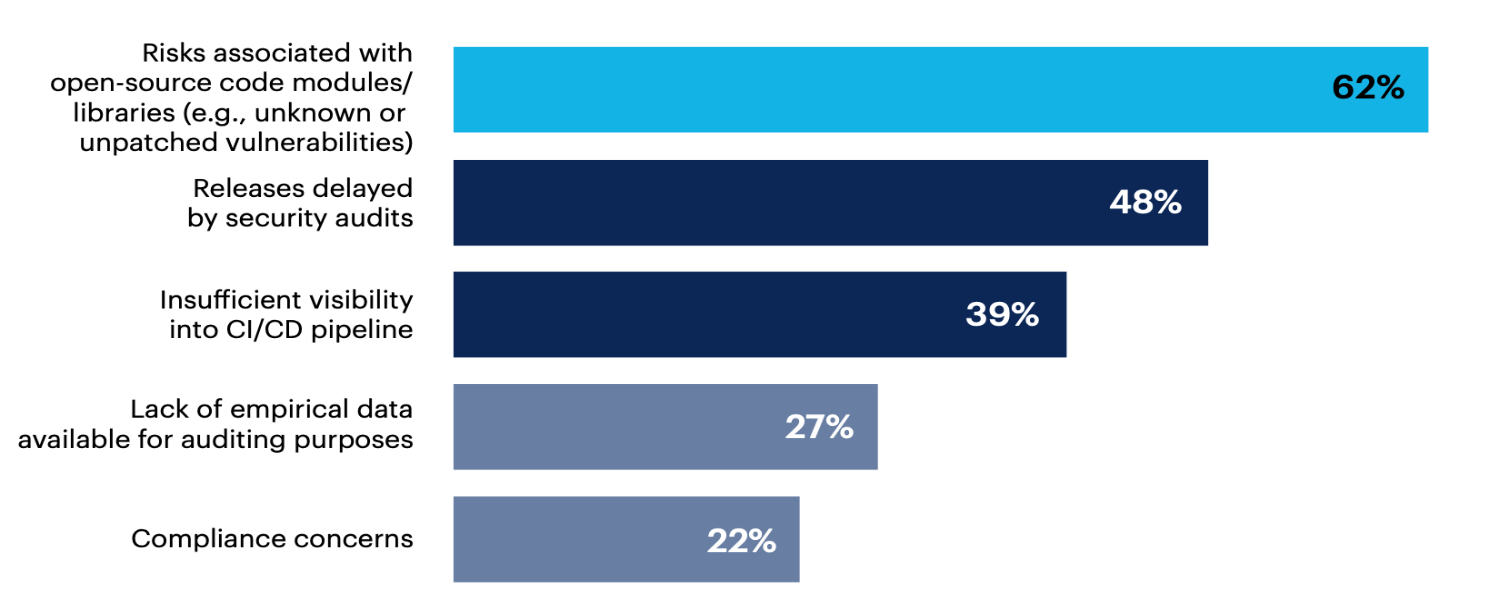 Risks associated with
open-source code modules/
libraries (e.g., unknown or
unpatched vulnerabilities)
62%
Releases delayed
by security audits
48%
Insufficient visibility
into CI/CD pipeline
39%
Lack of empirical data
available for auditing purposes
27%
Compliance concerns
22%